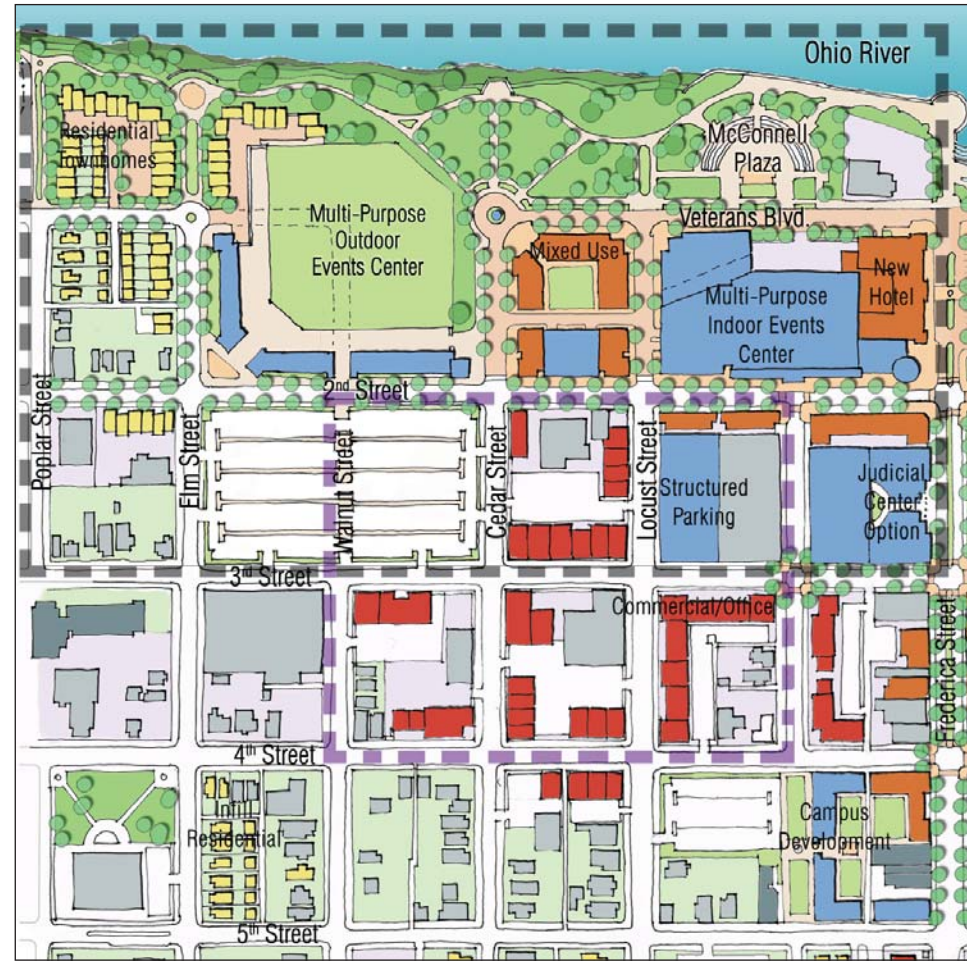 Ohio River
Residential
Townhomes
McConnell
Plaza
Multi-Purpose
Outdoor
Events Center
Veterans Blvd
Mixed Use
New
Hotel
Multi-Purpose
Indoor Events
Center
2nd Street
Poplar Street
Elm Street
Walnut Street
Cedar Street
Locust Street
Structured
Parking
Judicial
Center
Option
3rd Street
Commercial/Office
Frederica Street
4th Street
Infill
Residential
Campus
Development
5th Street